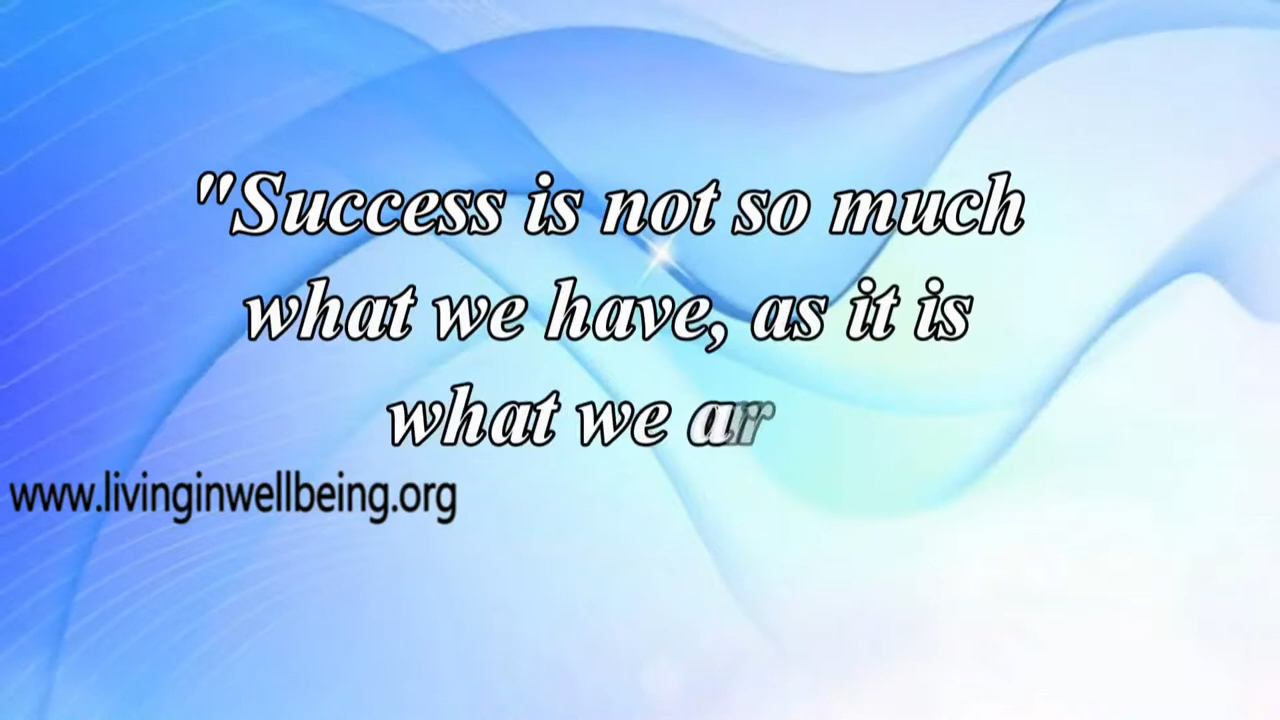 "Success is not so much
what we have, as it is
what we ar
www.livinginwellbeing.org